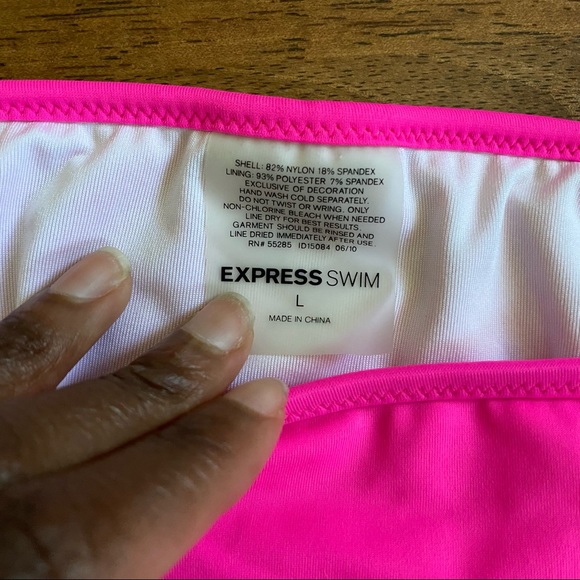 SHELL: 82% NYLON 18% SPANDEX
LINING: 93% POLYESTER 7% SPANDEX
EXCLUSIVE OF DECORATION
HAND WASH COLD SEPARATELY.
DO NOT TWIST OR WRING. ONLY
NON-CHLORINE BLEACH WHEN NEEDED
LINE DRY FOR BEST RESULTS.
GARMENT SHOULD BE RINSED AND
LINE DRIED IMMEDIATELY AFTER USE.
RN# 55285 ID15084 06/10
EXPRESS SWIM
L
MADE IN CHINA